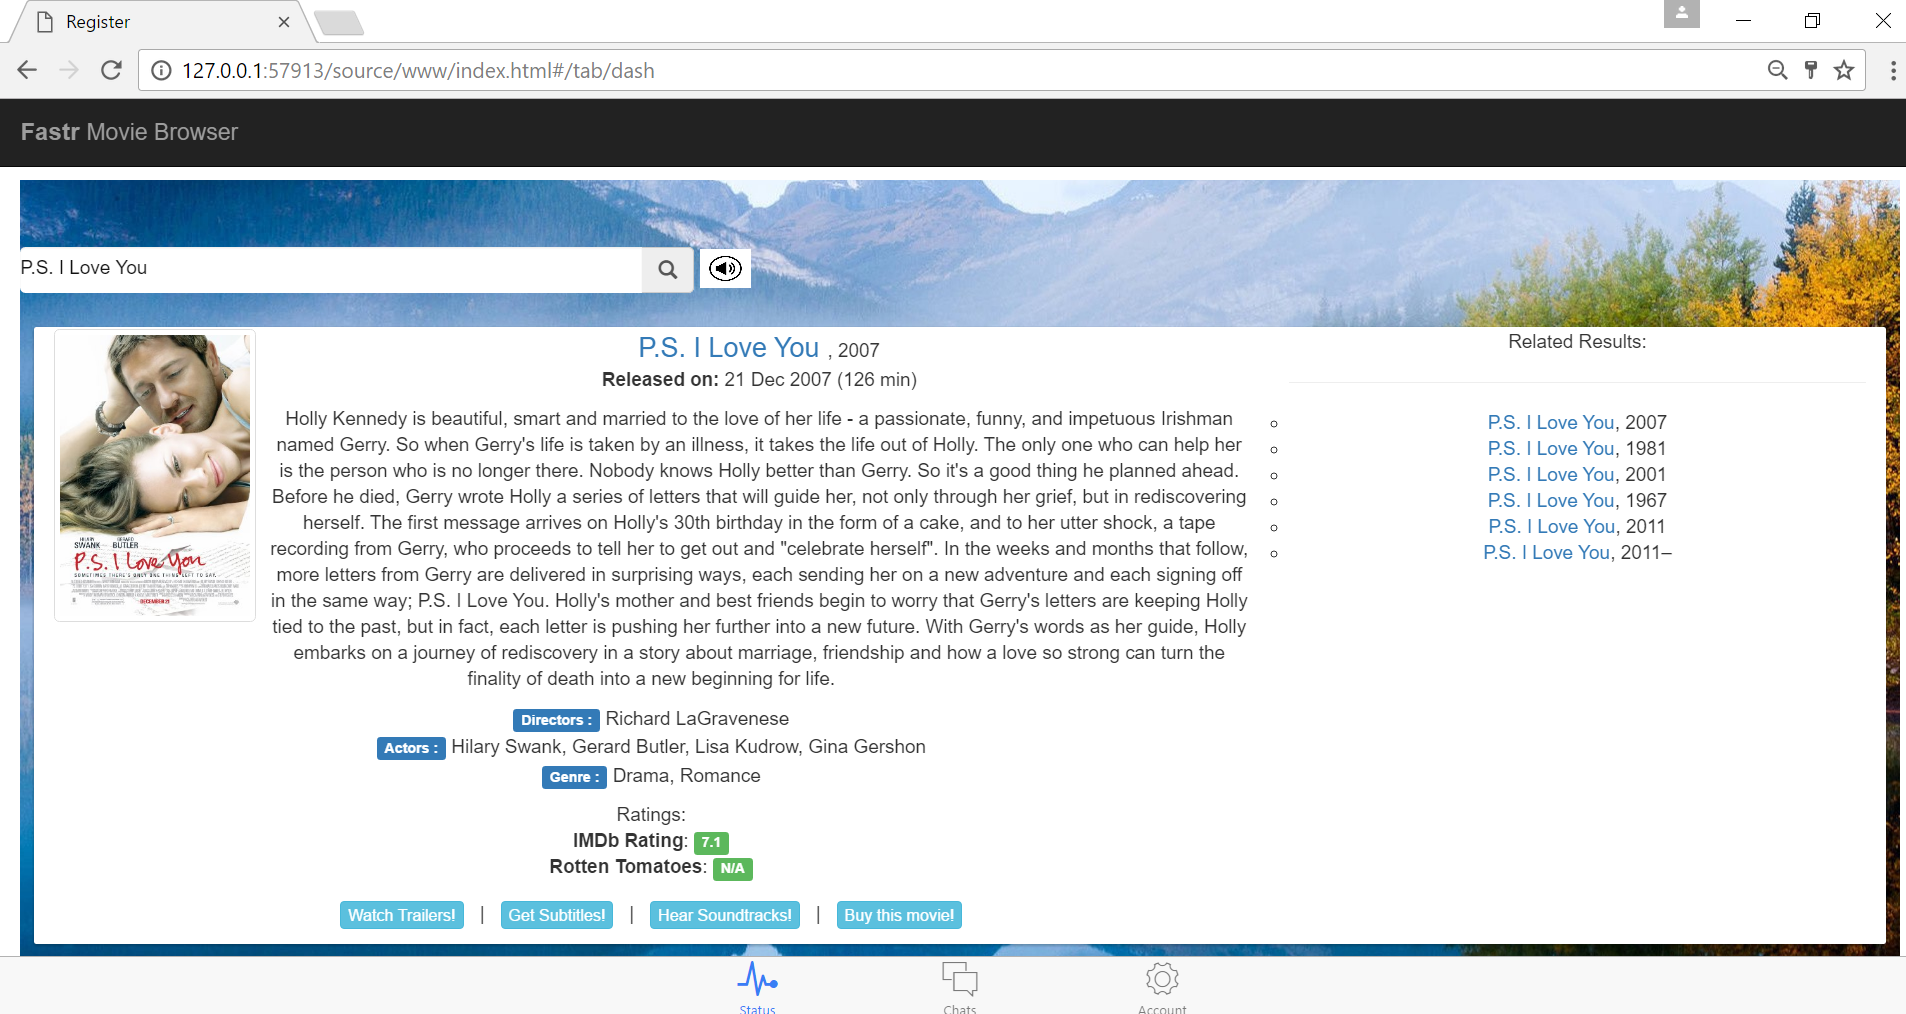 Register
127.0.0.1:57913/source/www/index.html#/tab/dash
Fastr Movie Browser
P.S. I Love You
HILARY GERARD
SWANK BUTLER
P.S. I Love You
SOMETIMES THERE'S ONLY ONE THING LEFT TO SAY.
DECEMBER 21
P.S. I Love You , 2007
Released on: 21 Dec 2007 (126 min)
Holly Kennedy is beautiful, smart and married to the love of her life - a passionate, funny, and impetuous Irishman
named Gerry. So when Gerry's life is taken by an illness, it takes the life out of Holly. The only one who can help her
is the person who is no longer there. Nobody knows Holly better than Gerry. So it's a good thing he planned ahead.
Before he died, Gerry wrote Holly a series of letters that will guide her, not only through her grief, but in rediscovering
herself. The first message arrives on Holly's 30th birthday in the form of a cake, and to her utter shock, a tape
recording from Gerry, who proceeds to tell her to get out and "celebrate herself". In the weeks and months that follow,
more letters from Gerry are delivered in surprising ways, each sending her on a new adventure and each signing off
in the same way; P.S. I Love You. Holly's mother and best friends begin to worry that Gerry's letters are keeping Holly
tied to the past, but in fact, each letter is pushing her further into a new future. With Gerry's words as her guide, Holly
embarks on a journey of rediscovery in a story about marriage, friendship and how a love so strong can turn the
finality of death into a new beginning for life.
Directors : Richard LaGravenese
Actors : Hilary Swank, Gerard Butler, Lisa Kudrow, Gina Gershon
Genre : Drama, Romance
Ratings:
IMDb Rating: 7.1
Rotten Tomatoes: N/A
Watch Trailers! | Get Subtitles! | Hear Soundtracks! | Buy this movie!
Related Results:
P.S. I Love You, 2007
P.S. I Love You, 1981
P.S. I Love You, 2001
P.S. I Love You, 1967
P.S. I Love You, 2011
P.S. I Love You, 2011–
Status
Chats
Account